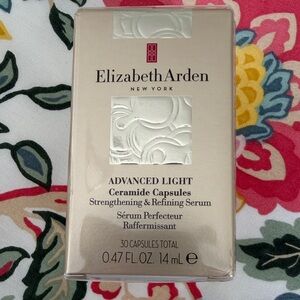 Elizabeth Arden
NEW YORK
ADVANCED LIGHT
Ceramide Capsules
Strengthening & Refining Serum
Sérum Perfecteur
Raffermissant
30 CAPSULES TOTAL
0.47 FL. OZ. 14 mL ℮